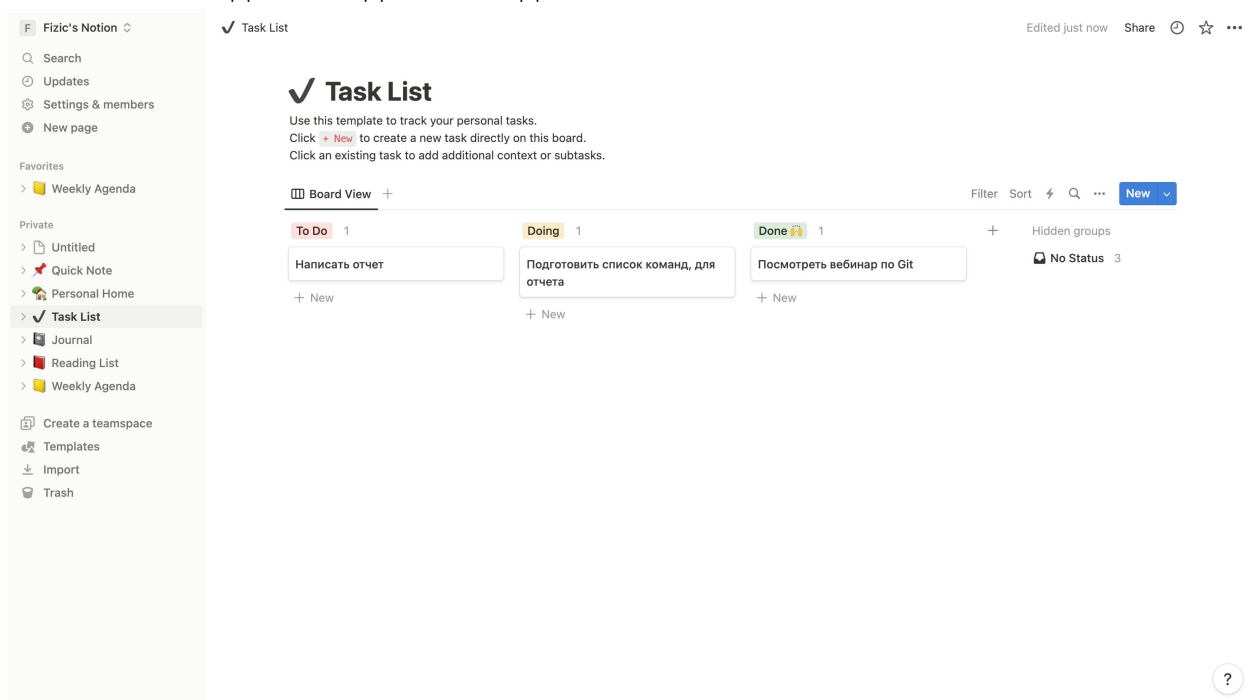 F Fizic's Notion
Search
Updates
Settings & members
New page
Favorites
Weekly Agenda
Private
Untitled
Quick Note
Personal Home
Task List
Journal
Reading List
Weekly Agenda
Create a teamspace
Templates
Import
Trash
Task List
Edited just now Share
Task List
Use this template to track your personal tasks.
Click + New to create a new task directly on this board.
Click an existing task to add additional context or subtasks.
Board View
Filter Sort New
To Do 1
Написать отчет
+ New
Doing 1
Подготовить список команд, для
отчета
+ New
Done 1
Посмотреть вебинар по Git
+ New
Hidden groups
No Status 3
?